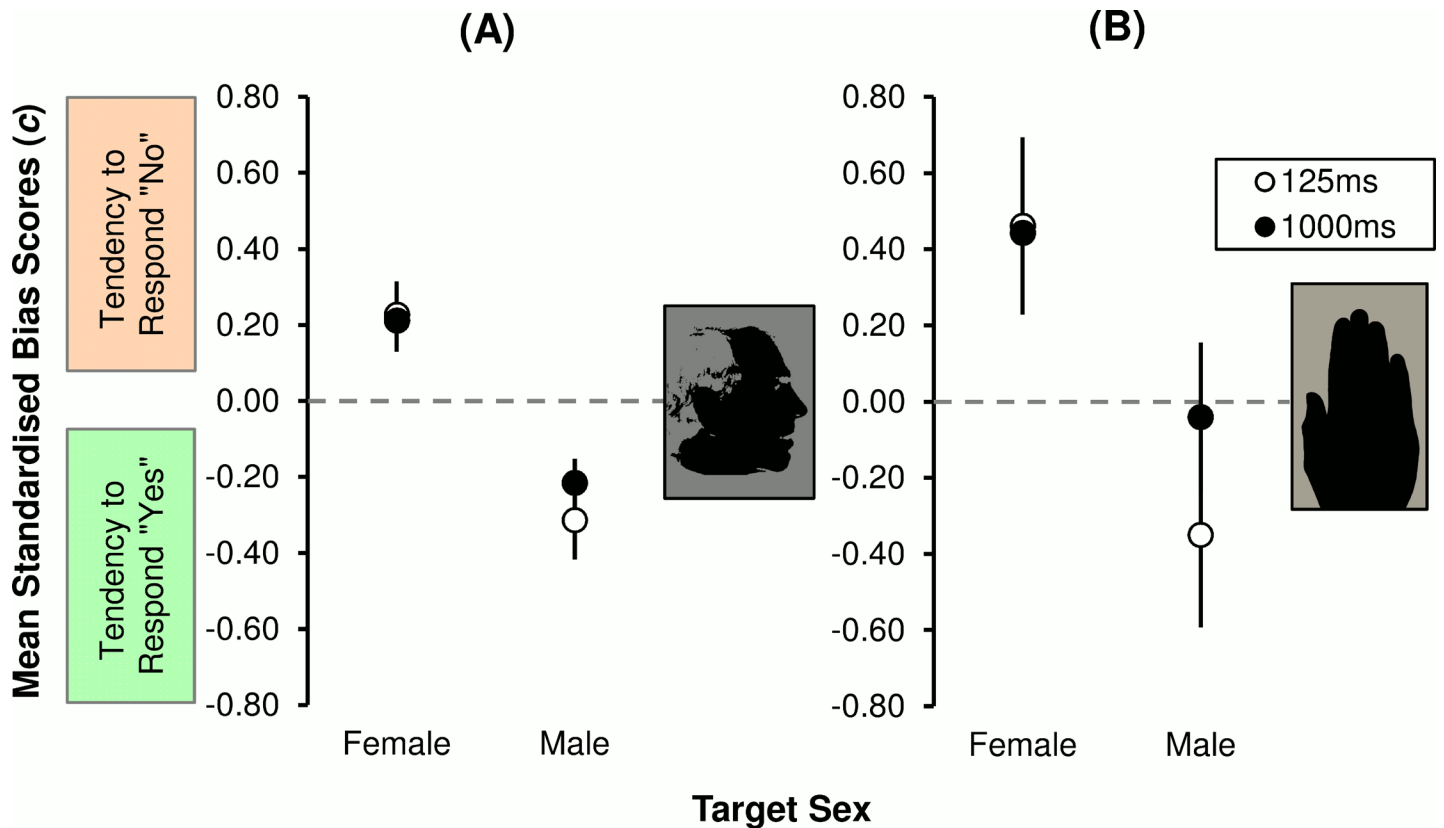 (A)
(B)
Mean Standardised Bias Scores (c)
Tendency to
Respond "No"
Tendency to
Respond "Yes"
0.80
0.60
0.40
0.20
0.00
-0.20
-0.40
-0.60
-0.80
Female
Male
0.80
0.60
0.40
0.20
0.00
-0.20
-0.40
-0.60
-0.80
Female
Male
125ms
1000ms
Target Sex